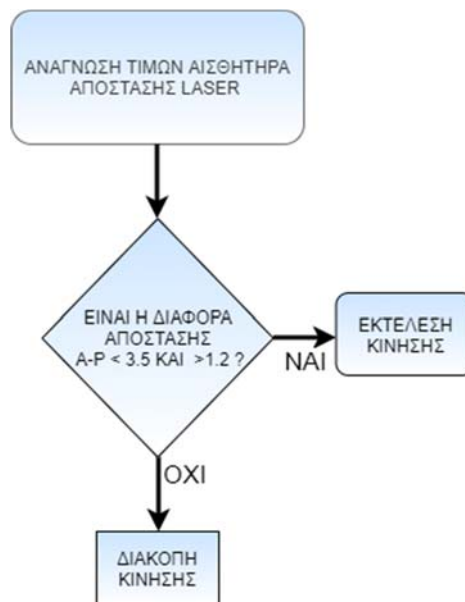 ΑΝΑΓΝΩΣΗ ΤΙΜΩΝ ΑΙΣΘΗΤΗΡΑ
ΑΠΟΣΤΑΣΗΣ LASER
ΕΙΝΑΙ Η ΔΙΑΦΟΡΑ
ΑΠΟΣΤΑΣΗΣ
Α-Ρ < 3.5 ΚΑΙ >1.2 ?
ΝΑΙ
ΕΚΤΕΛΕΣΗ
ΚΙΝΗΣΗΣ
ΟΧΙ
ΔΙΑΚΟΠΗ
ΚΙΝΗΣΗΣ